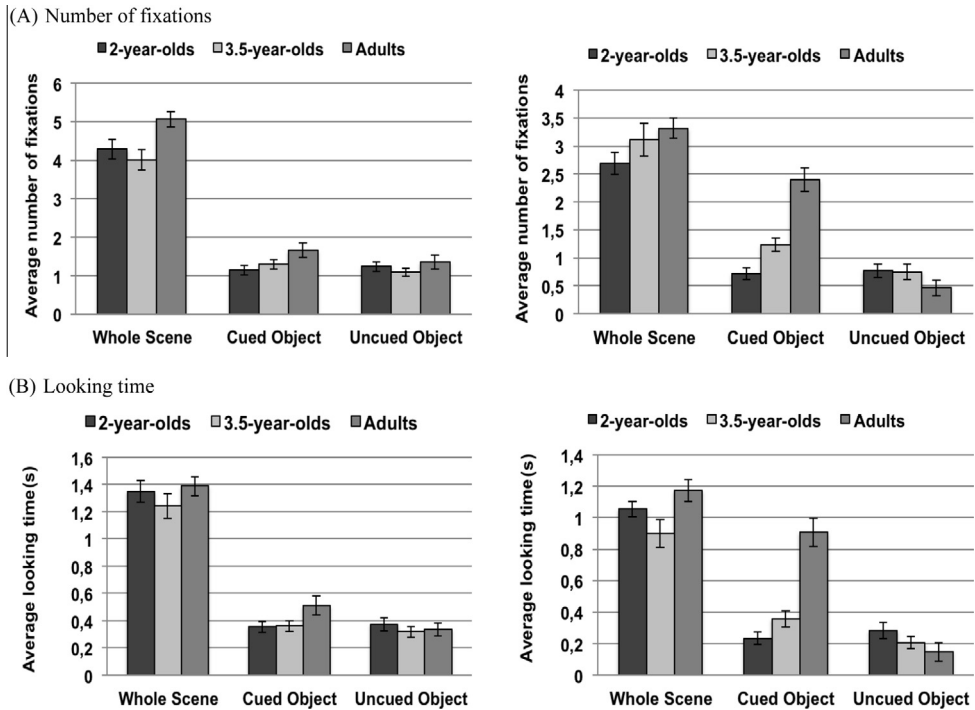 (A) Number of fixations
2-year-olds 3.5-year-olds Adults
Average number of fixations
6
5
4
3
2
1
0
Whole Scene Cued Object Uncued Object
2-year-olds 3.5-year-olds Adults
Average number of fixations
4
3,5
3
2,5
2
1,5
1
0,5
0
Whole Scene Cued Object Uncued Object
(B) Looking time
2-year-olds 3.5-year-olds Adults
Average looking time(s)
1,6
1,4
1,2
1
0,8
0,6
0,4
0,2
0
Whole Scene Cued Object Uncued Object
2-year-olds 3.5-year-olds Adults
Average looking time(s)
1,4
1,2
1
0,8
0,6
0,4
0,2
0
Whole Scene Cued Object Uncued Object